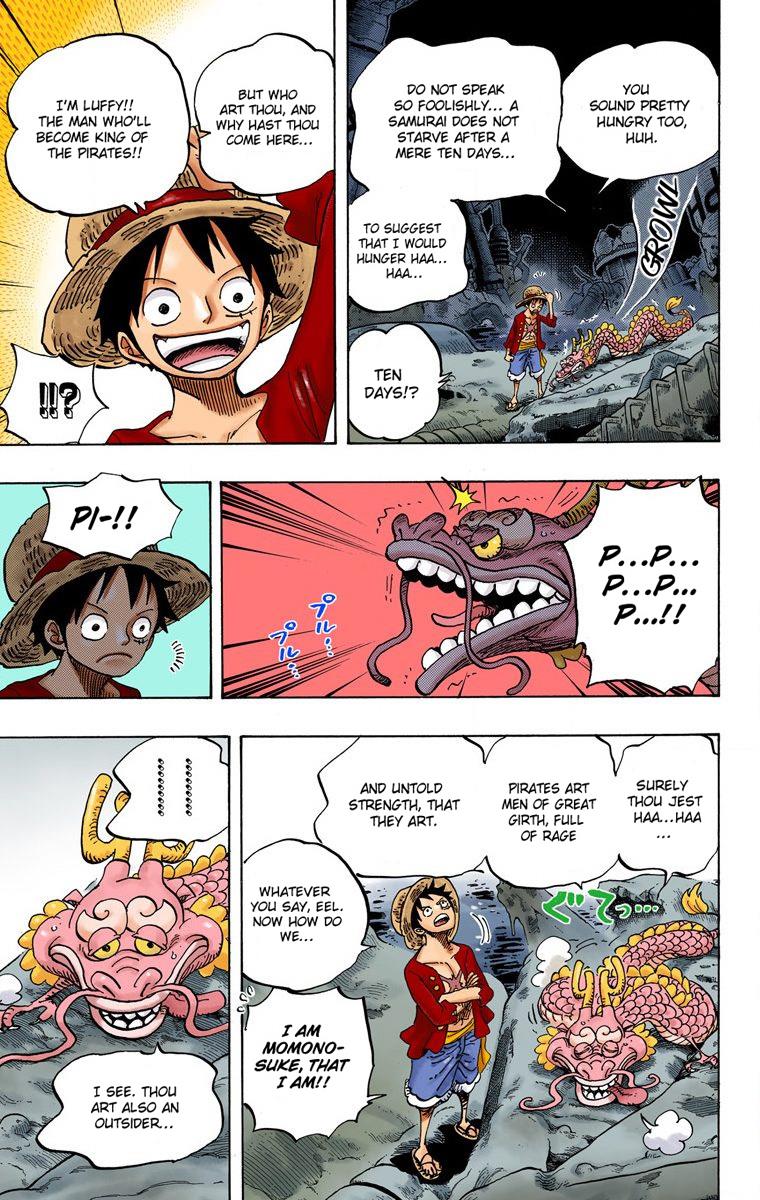 YOU
SOUND PRETTY
HUNGRY TOO,
HUH.
DO NOT SPEAK
SO FOOLISHLY... A
SAMURAI DOES NOT
STARVE AFTER A
MERE TEN DAYS...
GROWL
TO SUGGEST
THAT I WOULD
HUNGER HAA...
HAA...
TEN
DAYS!?
BUT WHO
ART THOU, AND
WHY HAST THOU
COME HERE...
I'M LUFFY!!
THE MAN WHO'LL
BECOME KING OF
THE PIRATES!!
!!?
P...P...
P...P...
P...!!
プル…
プル…
PI-!!
SURELY
THOU JEST
HAA...HAA
...
PIRATES ART
MEN OF GREAT
GIRTH, FULL
OF RAGE
AND UNTOLD
STRENGTH, THAT
THEY ART.
ぐてっ…
WHATEVER
YOU SAY, EEL.
NOW HOW DO
WE...
I AM
MOMONO-
SUKE, THAT
I AM!!
I SEE. THOU
ART ALSO AN
OUTSIDER...